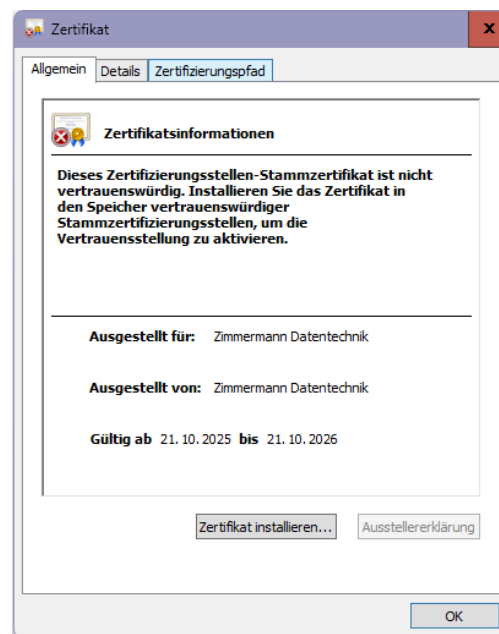 Zertifikat
x
Allgemein Details Zertifizierungspfad
Zertifikatsinformationen
Dieses Zertifizierungsstellen-Stammzertifikat ist nicht
vertrauenswürdig. Installieren Sie das Zertifikat in
den Speicher vertrauenswürdiger
Stammzertifizierungsstellen, um die
Vertrauensstellung zu aktivieren.
Ausgestellt für: Zimmermann Datentechnik
Ausgestellt von: Zimmermann Datentechnik
Gültig ab 21.10.2025 bis 21.10.2026
Zertifikat installieren... Ausstellererklärung
OK